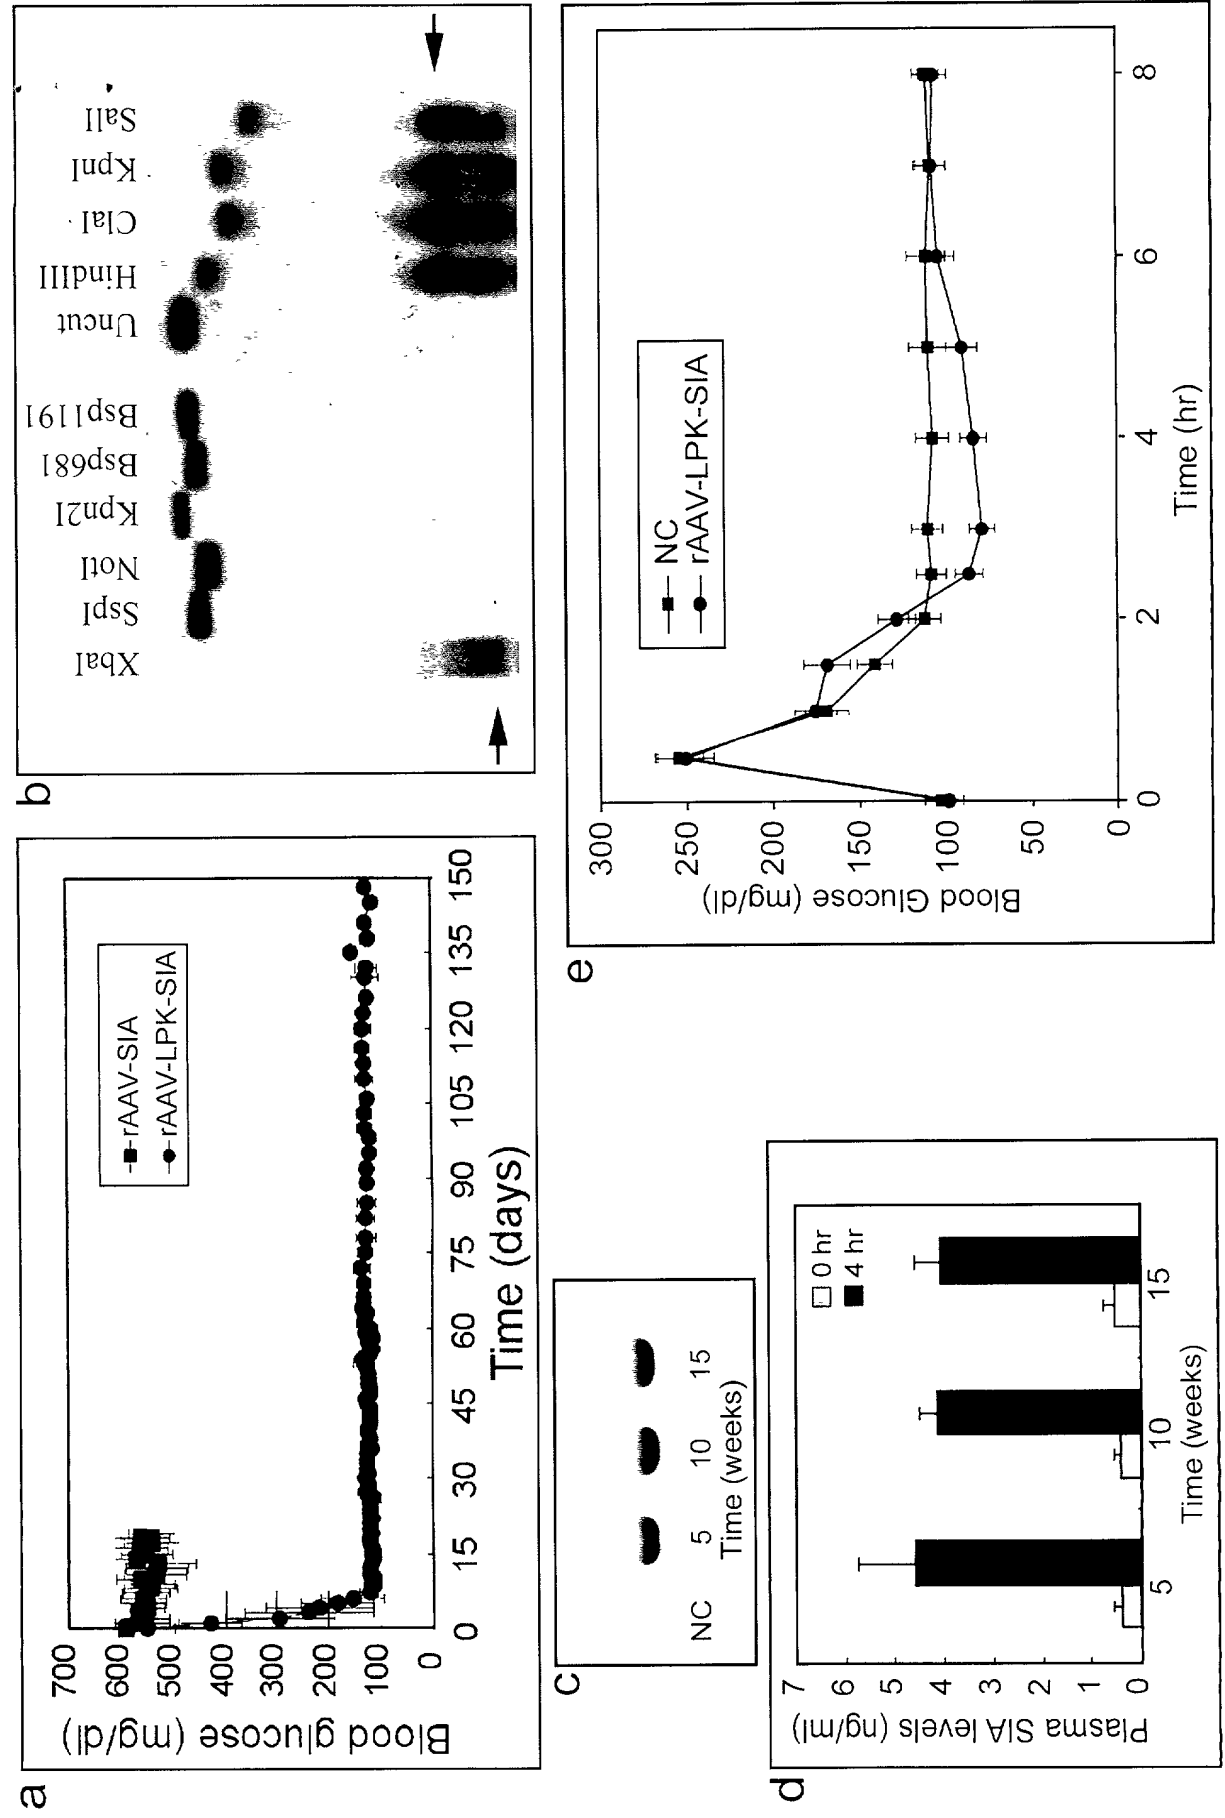 a
Blood glucose (mg/dl)
700
600
500
400
300
200
100
0
rAAV-SIA
rAAV-LPK-SIA
0 15 30 45 60 75 90 105 120 135 150
Time (days)
b
XbaI
SspI
NotI
Kpn2I
Bsp68I
Bsp119I
Uncut
HindIII
ClaI
KpnI
SalI
c
NC 5 10 15
Time (weeks)
d
Plasma SIA levels (ng/ml)
7
6
5
4
3
2
1
0
0 hr
4 hr
5 10 15
Time (weeks)
e
Blood Glucose (mg/dl)
300
250
200
150
100
50
0
NC
rAAV-LPK-SIA
0 2 4 6 8
Time (hr)